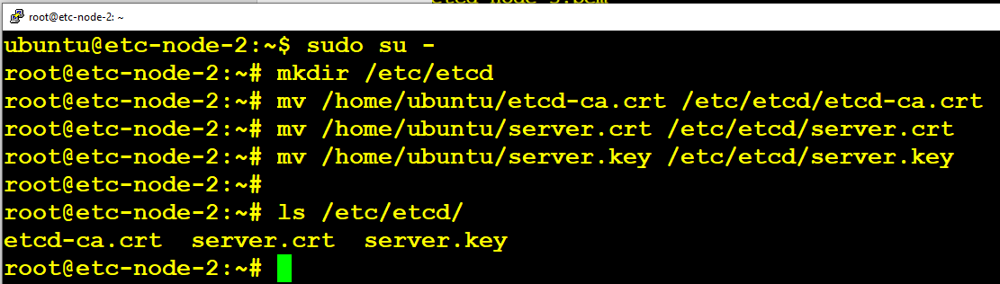 etcd-node-3.pem
root@etc-node-2: ~
ubuntu@etc-node-2:~$ sudo su -
root@etc-node-2:~# mkdir /etc/etcd
root@etc-node-2:~# mv /home/ubuntu/etcd-ca.crt /etc/etcd/etcd-ca.crt
root@etc-node-2:~# mv /home/ubuntu/server.crt /etc/etcd/server.crt
root@etc-node-2:~# mv /home/ubuntu/server.key /etc/etcd/server.key
root@etc-node-2:~#
root@etc-node-2:~# ls /etc/etcd/
etcd-ca.crt  server.crt  server.key
root@etc-node-2:~#